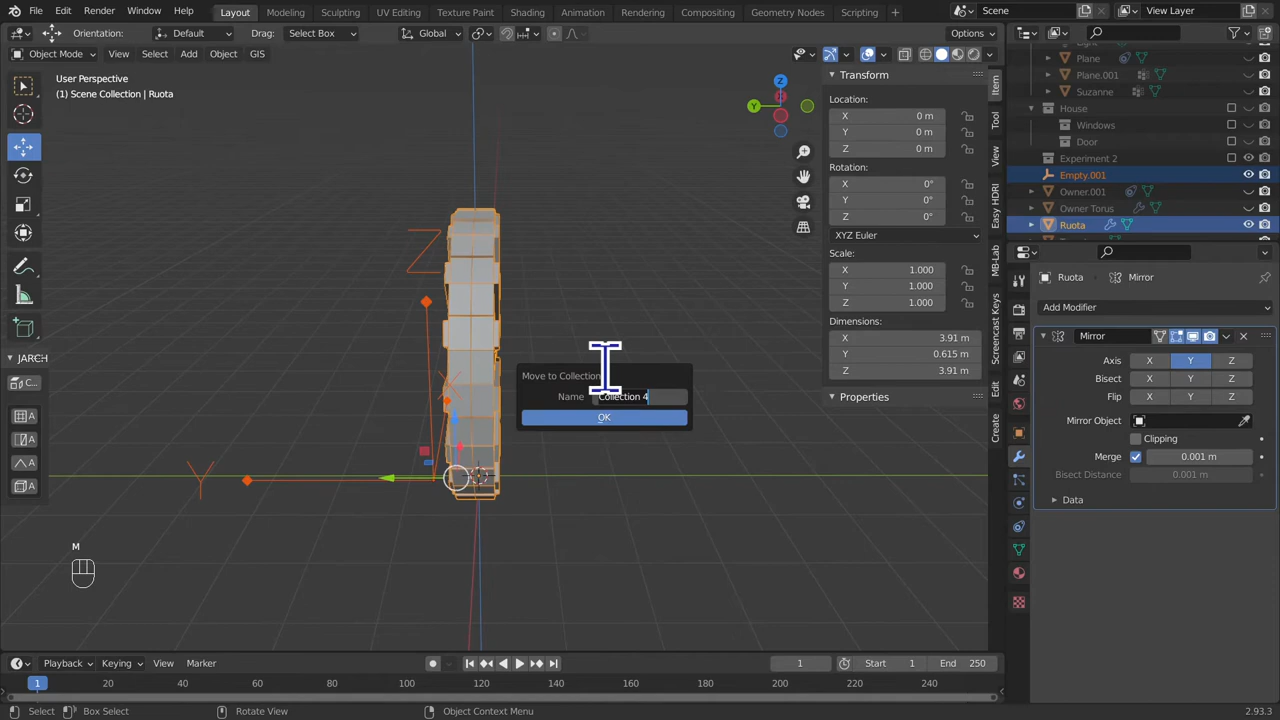 File Edit Render Window Help Layout Modeling Sculpting UV Editing Texture Paint Shading Animation Rendering Compositing Geometry Nodes Scripting + Scene View Layer
Orientation: Default Drag: Select Box Global Options
Object Mode View Select Add Object GIS
User Perspective
(1) Scene Collection | Ruota
Z
Y
Z
Y
JARCH
A
A
A
A
Move to Collection
Name Collection 4
OK
M
Transform
Location:
X 0 m
Y 0 m
Z 0 m
Rotation:
X 0°
Y 0°
Z 0°
XYZ Euler
Scale:
X 1.000
Y 1.000
Z 1.000
Dimensions:
X 3.91 m
Y 0.615 m
Z 3.91 m
Properties
Item
Tool
View
Easy HDRI
MB-Lab
Screencast Keys
Edit
Create
Plane
Plane.001
Suzanne
House
Windows
Door
Experiment 2
Empty.001
Owner.001
Owner Torus
Ruota
Ruota Mirror
Add Modifier
Mirror
Axis X Y Z
Bisect X Y Z
Flip X Y Z
Mirror Object
Clipping
Merge 0.001 m
Bisect Distance 0.001 m
Data
Playback Keying View Marker 1 Start 1 End 250
1 20 40 60 80 100 120 140 160 180 200 220 240
Select Box Select Rotate View Object Context Menu 2.93.3